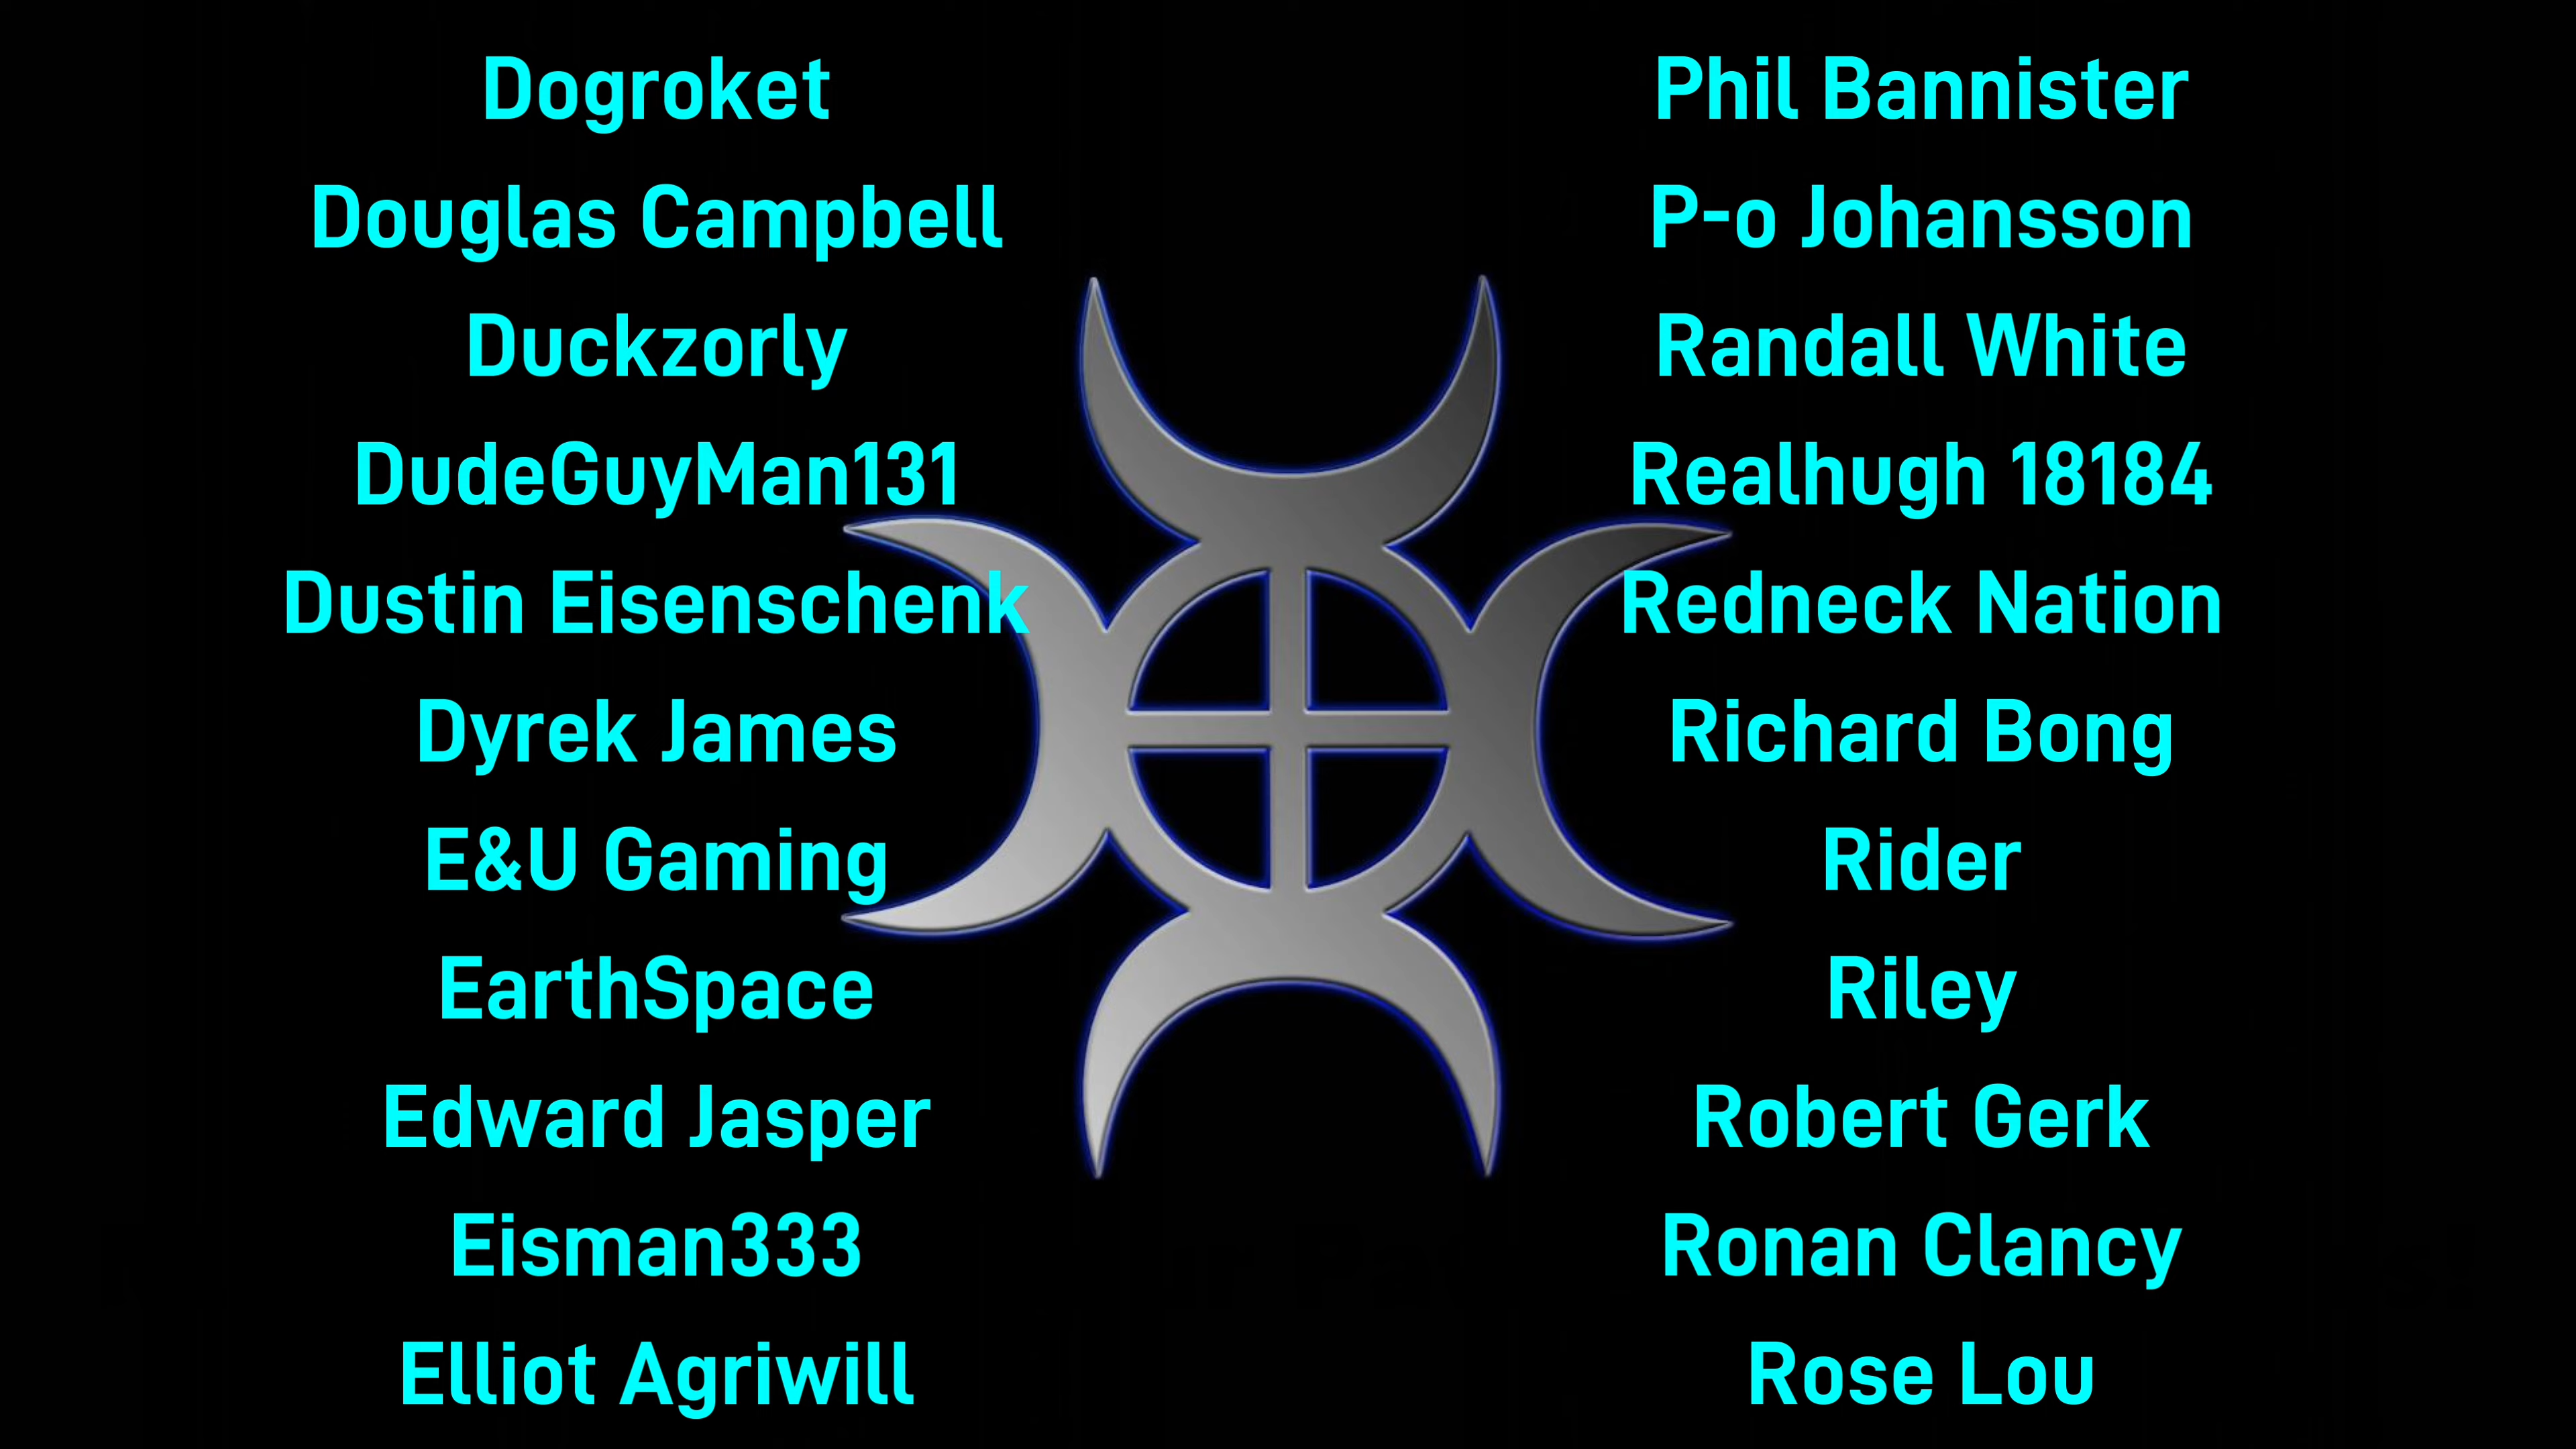 Dogroket
Douglas Campbell
Duckzorly
DudeGuyMan131
Dustin Eisenschenk
Dyrek James
E&U Gaming
EarthSpace
Edward Jasper
Eisman333
Elliot Agriwill
Phil Bannister
P-o Johansson
Randall White
Realhugh 18184
Redneck Nation
Richard Bong
Rider
Riley
Robert Gerk
Ronan Clancy
Rose Lou